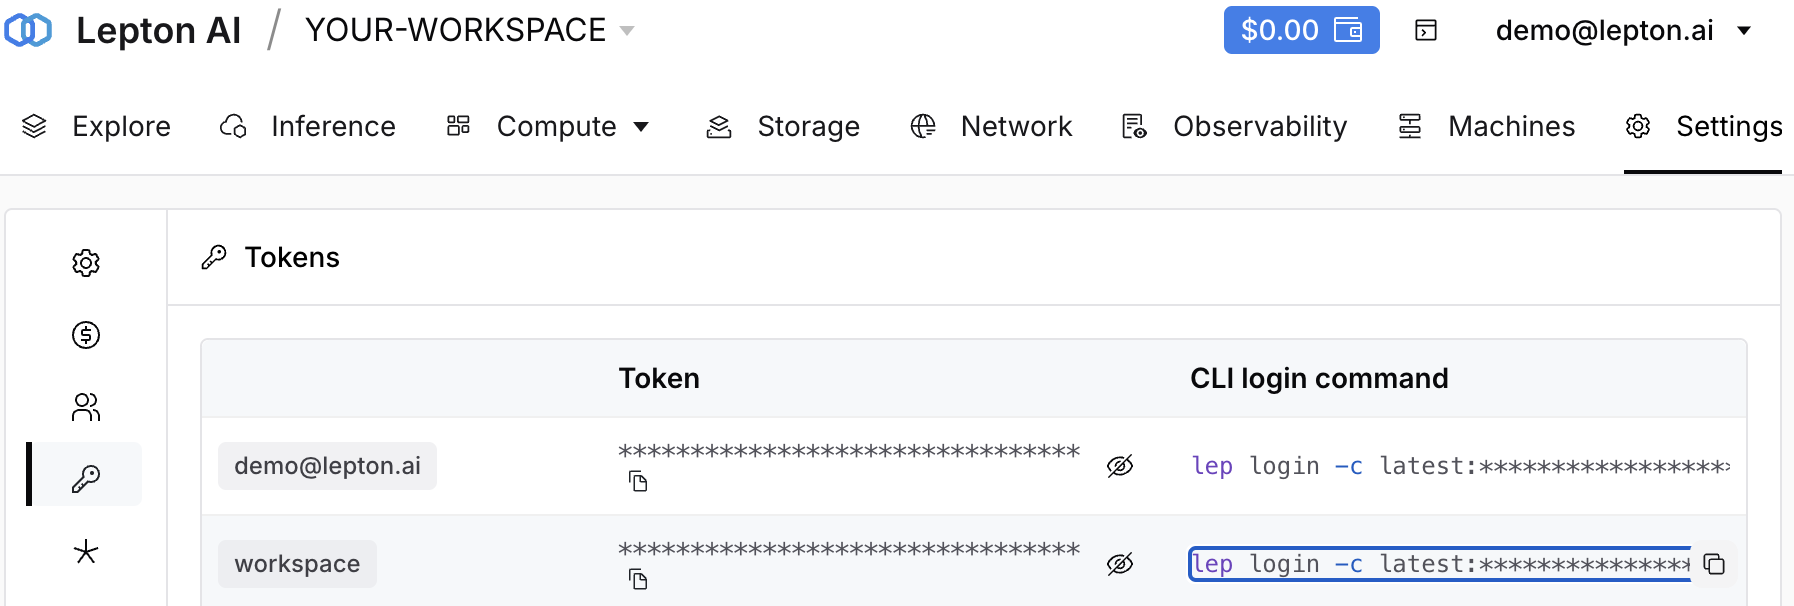 Lepton AI / YOUR-WORKSPACE $0.00 demo@lepton.ai
Explore Inference Compute Storage Network Observability Machines Settings
Tokens
Token CLI login command
demo@lepton.ai ******************************** lep login -c latest:******************
workspace ******************************** lep login -c latest:***************